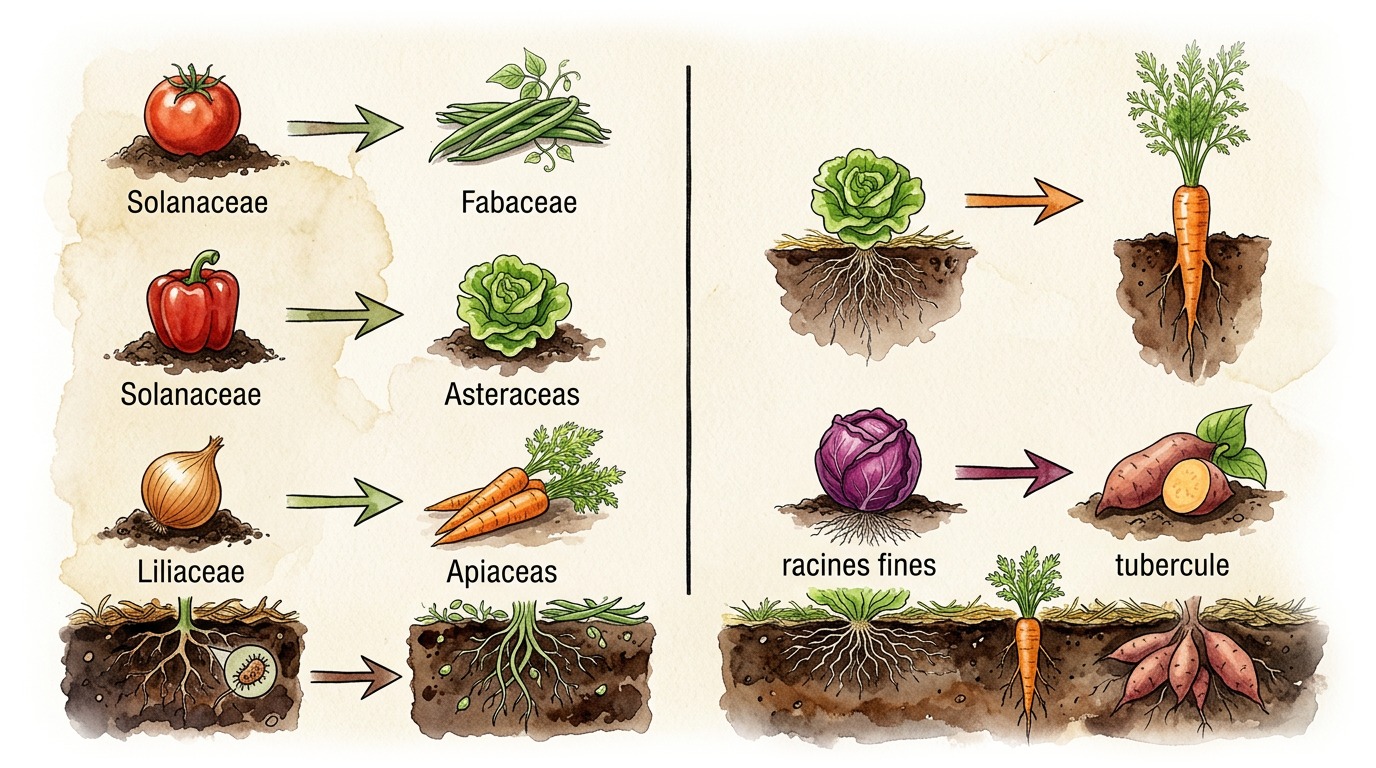 Solanaceae
Fabaceae
Solanaceae
Asteraceas
Liliaceae
Apiaceas
racines fines
tubercule